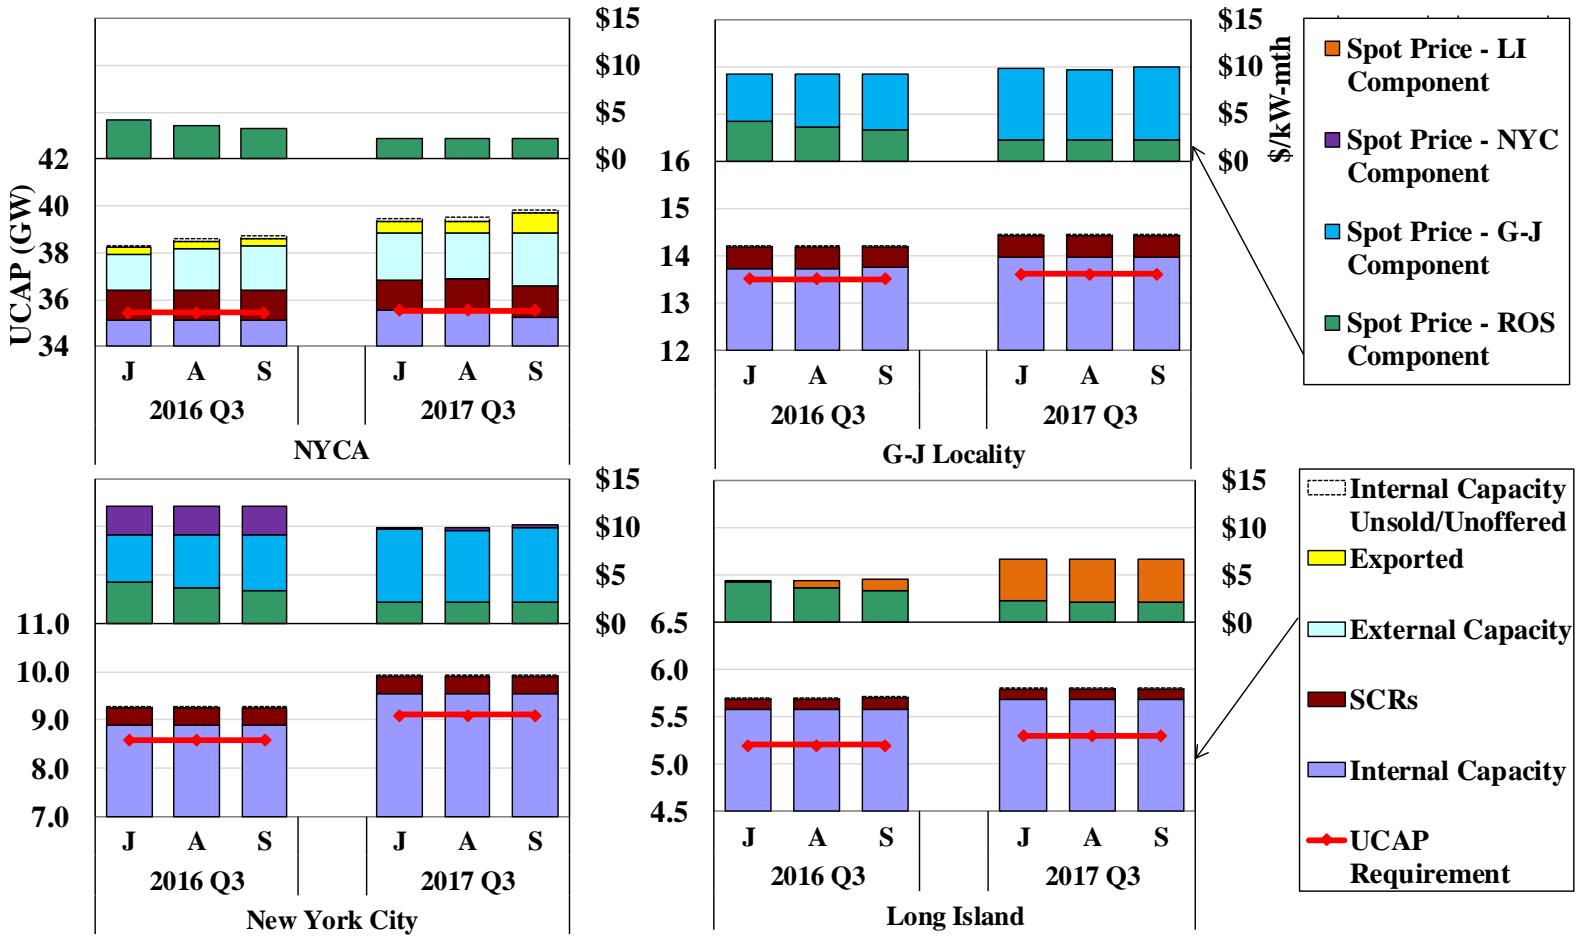 $15
$10
$5
$0
42
40
38
36
34
UCAP (GW)
J A S J A S
2016 Q3 2017 Q3
NYCA
$15
$10
$5
$0
$/kW-mth
16
15
14
13
12
J A S J A S
2016 Q3 2017 Q3
G-J Locality
Spot Price - LI
Component
Spot Price - NYC
Component
Spot Price - G-J
Component
Spot Price - ROS
Component
$15
$10
$5
$0
11.0
10.0
9.0
8.0
7.0
J A S J A S
2016 Q3 2017 Q3
New York City
$15
$10
$5
$0
6.5
6.0
5.5
5.0
4.5
J A S J A S
2016 Q3 2017 Q3
Long Island
Internal Capacity
Unsold/Unoffered
Exported
External Capacity
SCRs
Internal Capacity
UCAP
Requirement